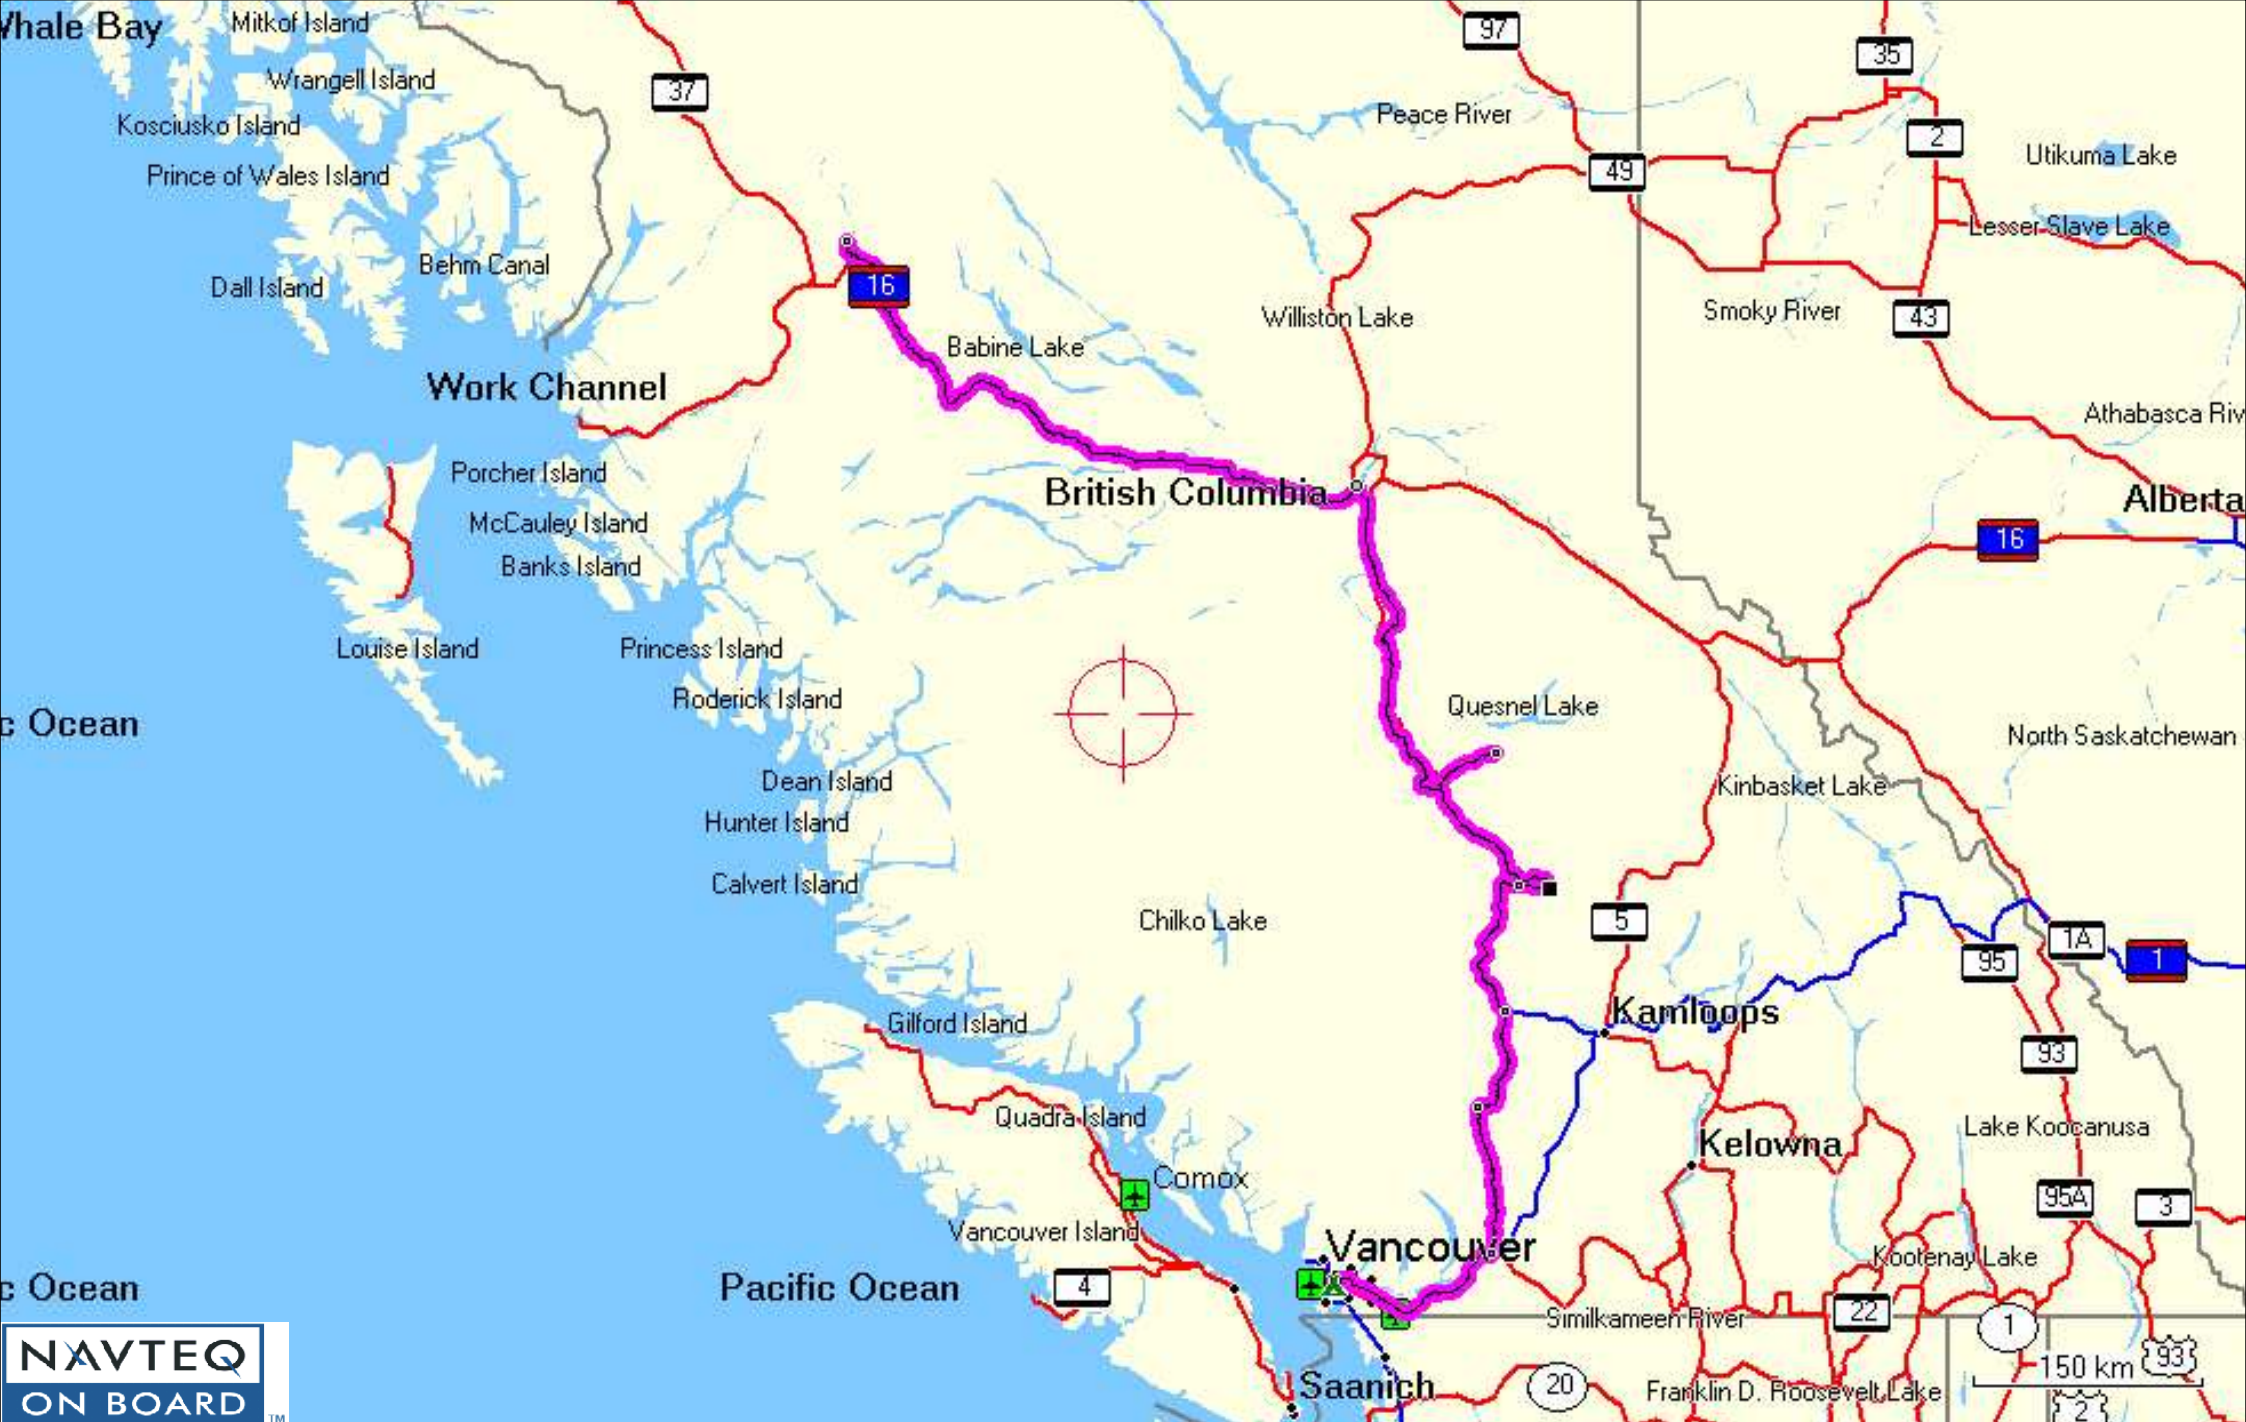 Whale Bay
Mitkof Island
97
35
Wrangell Island
37
Peace River
Kosciusko Island
2
Utikuma Lake
Prince of Wales Island
49
Lesser Slave Lake
Behm Canal
Dall Island
16
Williston Lake
Smoky River
43
Babine Lake
Work Channel
Athabasca Riv
Porcher Island
British Columbia
Alberta
McCauley Island
16
Banks Island
Louise Island
Princess Island
Roderick Island
Quesnel Lake
c Ocean
North Saskatchewan
Dean Island
Kinbasket Lake
Hunter Island
Calvert Island
Chilko Lake
5
1A
95
1
Gilford Island
Kamloops
93
Quadra Island
Lake Koocanusa
Kelowna
Comox
95A
3
Vancouver Island
Vancouver
Kootenay Lake
c Ocean
Pacific Ocean
4
Similkameen River
22
1
NAVTEQ
ON BOARD
TM
150 km
93
Saanich
20
Franklin D. Roosevelt Lake
2